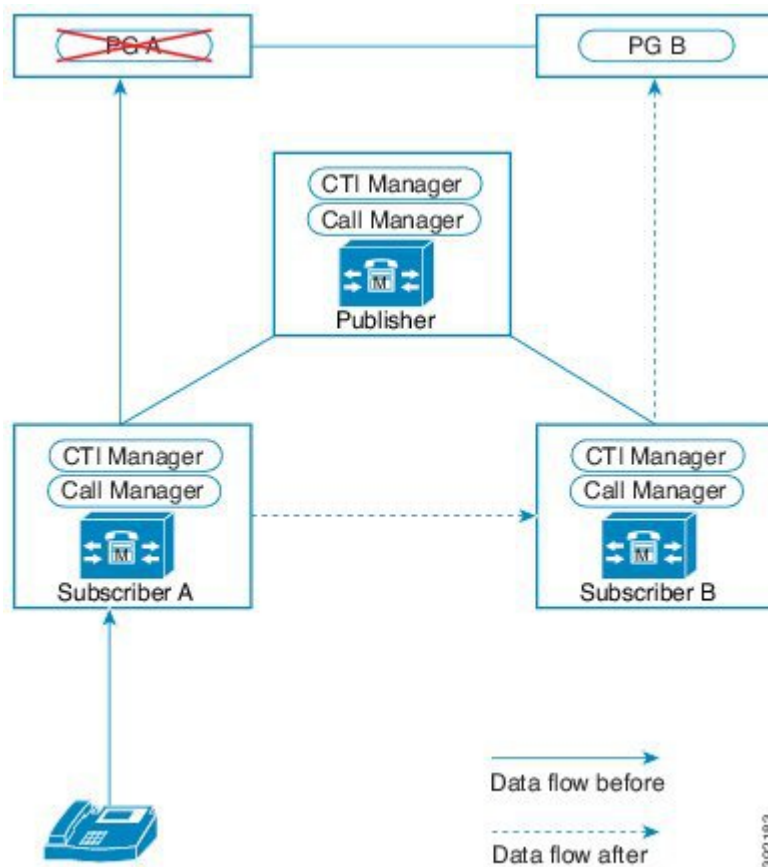 PG A
PG B
CTI Manager
Call Manager
M
Publisher
CTI Manager
Call Manager
M
Subscriber A
CTI Manager
Call Manager
M
Subscriber B
Data flow before
Data flow after